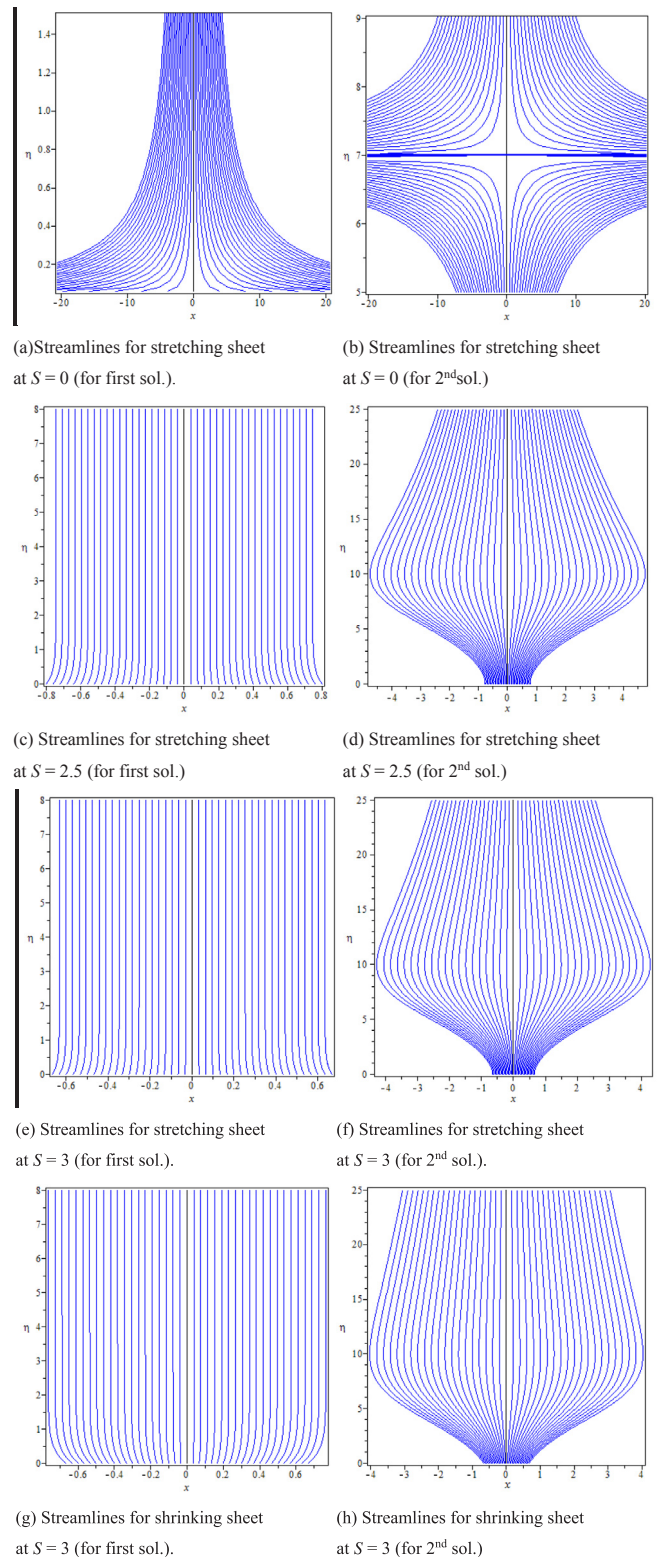 1.4
1.2
1.0
η
0.8
0.6
0.4
0.2
−20 −10 0 10 20
x
9
8
η 7
6
5
−20 −10 0 10 20
x
(a)Streamlines for stretching sheet
at S = 0 (for first sol.).
(b) Streamlines for stretching sheet
at S = 0 (for 2ndsol.)
8
7
6
5
η
4
3
2
1
0
−0.8 −0.6 −0.4 −0.2 0 0.2 0.4 0.6 0.8
x
25
20
15
η
10
5
0
−4 −3 −2 −1 0 1 2 3 4
x
(c) Streamlines for stretching sheet
at S = 2.5 (for first sol.)
(d) Streamlines for stretching sheet
at S = 2.5 (for 2nd sol.)
8
7
6
5
η 4
3
2
1
0
−0.6 −0.4 −0.2 0 0.2 0.4 0.6
x
25
20
15
η
10
5
0
−4 −3 −2 −1 0 1 2 3 4
x
(e) Streamlines for stretching sheet
at S = 3 (for first sol.).
(f) Streamlines for stretching sheet
at S = 3 (for 2nd sol.).
8
7
6
5
η
4
3
2
1
0
−0.6 −0.4 −0.2 0 0.2 0.4 0.6
x
25
20
15
η
10
5
0
−4 −3 −2 −1 0 1 2 3 4
x
(g) Streamlines for shrinking sheet
at S = 3 (for first sol.).
(h) Streamlines for shrinking sheet
at S = 3 (for 2nd sol.)